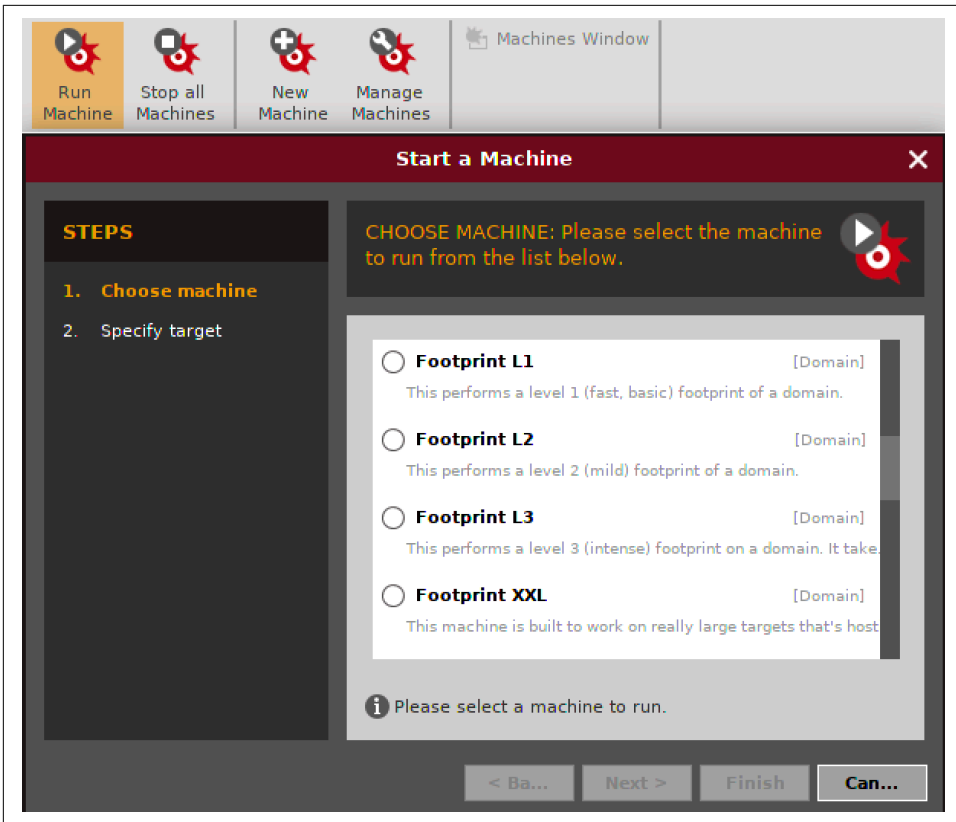 Run Machine
Stop all Machines
New Machine
Manage Machines
Machines Window
Start a Machine
STEPS
1. Choose machine
2. Specify target
CHOOSE MACHINE: Please select the machine
to run from the list below.
Footprint L1 [Domain]
This performs a level 1 (fast, basic) footprint of a domain.
Footprint L2 [Domain]
This performs a level 2 (mild) footprint of a domain.
Footprint L3 [Domain]
This performs a level 3 (intense) footprint on a domain. It take.
Footprint XXL [Domain]
This machine is built to work on really large targets that's host
Please select a machine to run.
< Ba...
Next >
Finish
Can...